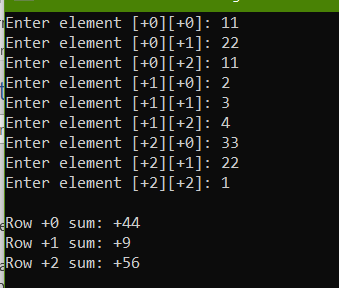 Enter element [+0][+0]: 11
Enter element [+0][+1]: 22
Enter element [+0][+2]: 11
Enter element [+1][+0]: 2
Enter element [+1][+1]: 3
Enter element [+1][+2]: 4
Enter element [+2][+0]: 33
Enter element [+2][+1]: 22
Enter element [+2][+2]: 1
Row +0 sum: +44
Row +1 sum: +9
Row +2 sum: +56